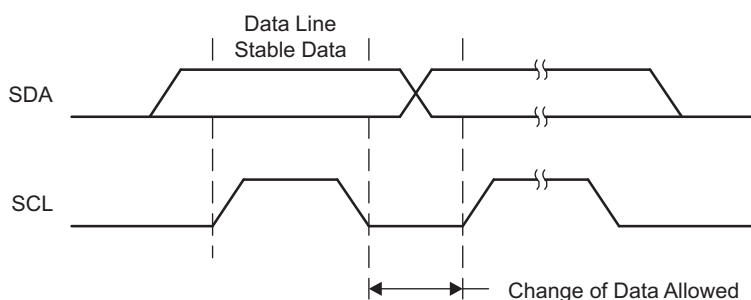 Data Line
Stable Data
SDA
SCL
Change of Data Allowed